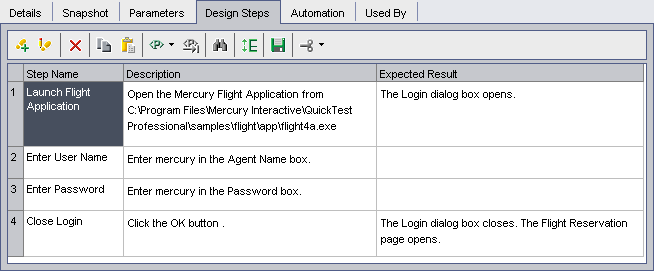 Details Snapshot Parameters Design Steps Automation Used By
Step Name Description Expected Result
1 Launch Flight Application Open the Mercury Flight Application from The Login dialog box opens.
C:\Program Files\Mercury Interactive\QuickTest
Professional\samples\flight\app\flight4a.exe
2 Enter User Name Enter mercury in the Agent Name box.
3 Enter Password Enter mercury in the Password box.
4 Close Login Click the OK button . The Login dialog box closes. The Flight Reservation
page opens.